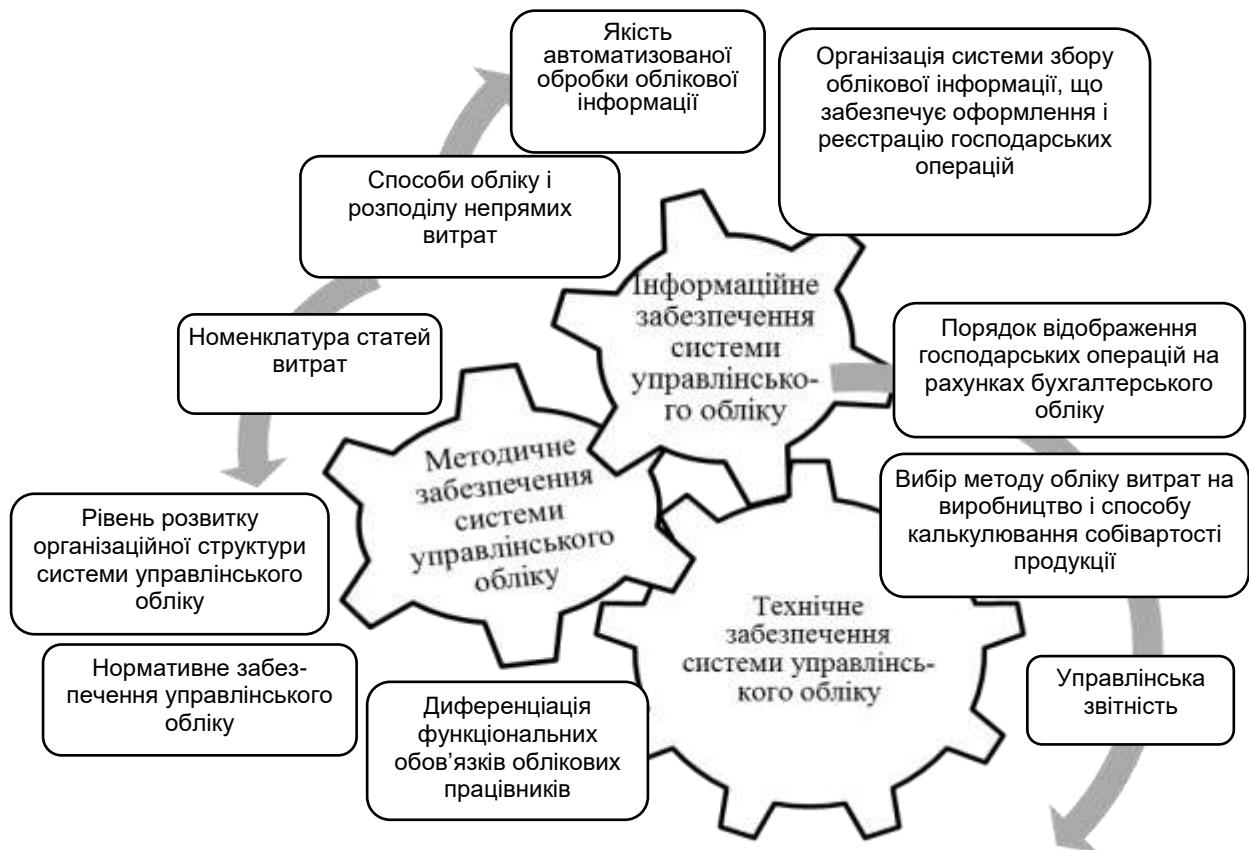 Якість
автоматизованої
обробки облікової
інформації
Організація системи збору
облікової інформації, що
забезпечує оформлення і
реєстрацію господарських
операцій
Способи обліку і
розподілу непрямих
витрат
Номенклатура статей
витрат
Інформаційне
забезпечення
системи
управлінсько-
го обліку
Порядок відображення
господарських операцій на
рахунках бухгалтерського
обліку
Методичне
забезпечення
системи
управлінського
обліку
Вибір методу обліку витрат на
виробництво і способу
калькулювання собівартості
продукції
Рівень розвитку
організаційної структури
системи управлінського
обліку
Технічне
забезпечення
системи управлінсь-
кого обліку
Нормативне забез-
печення управлінського
обліку
Диференціація
функціональних
обов’язків облікових
працівників
Управлінська
звітність